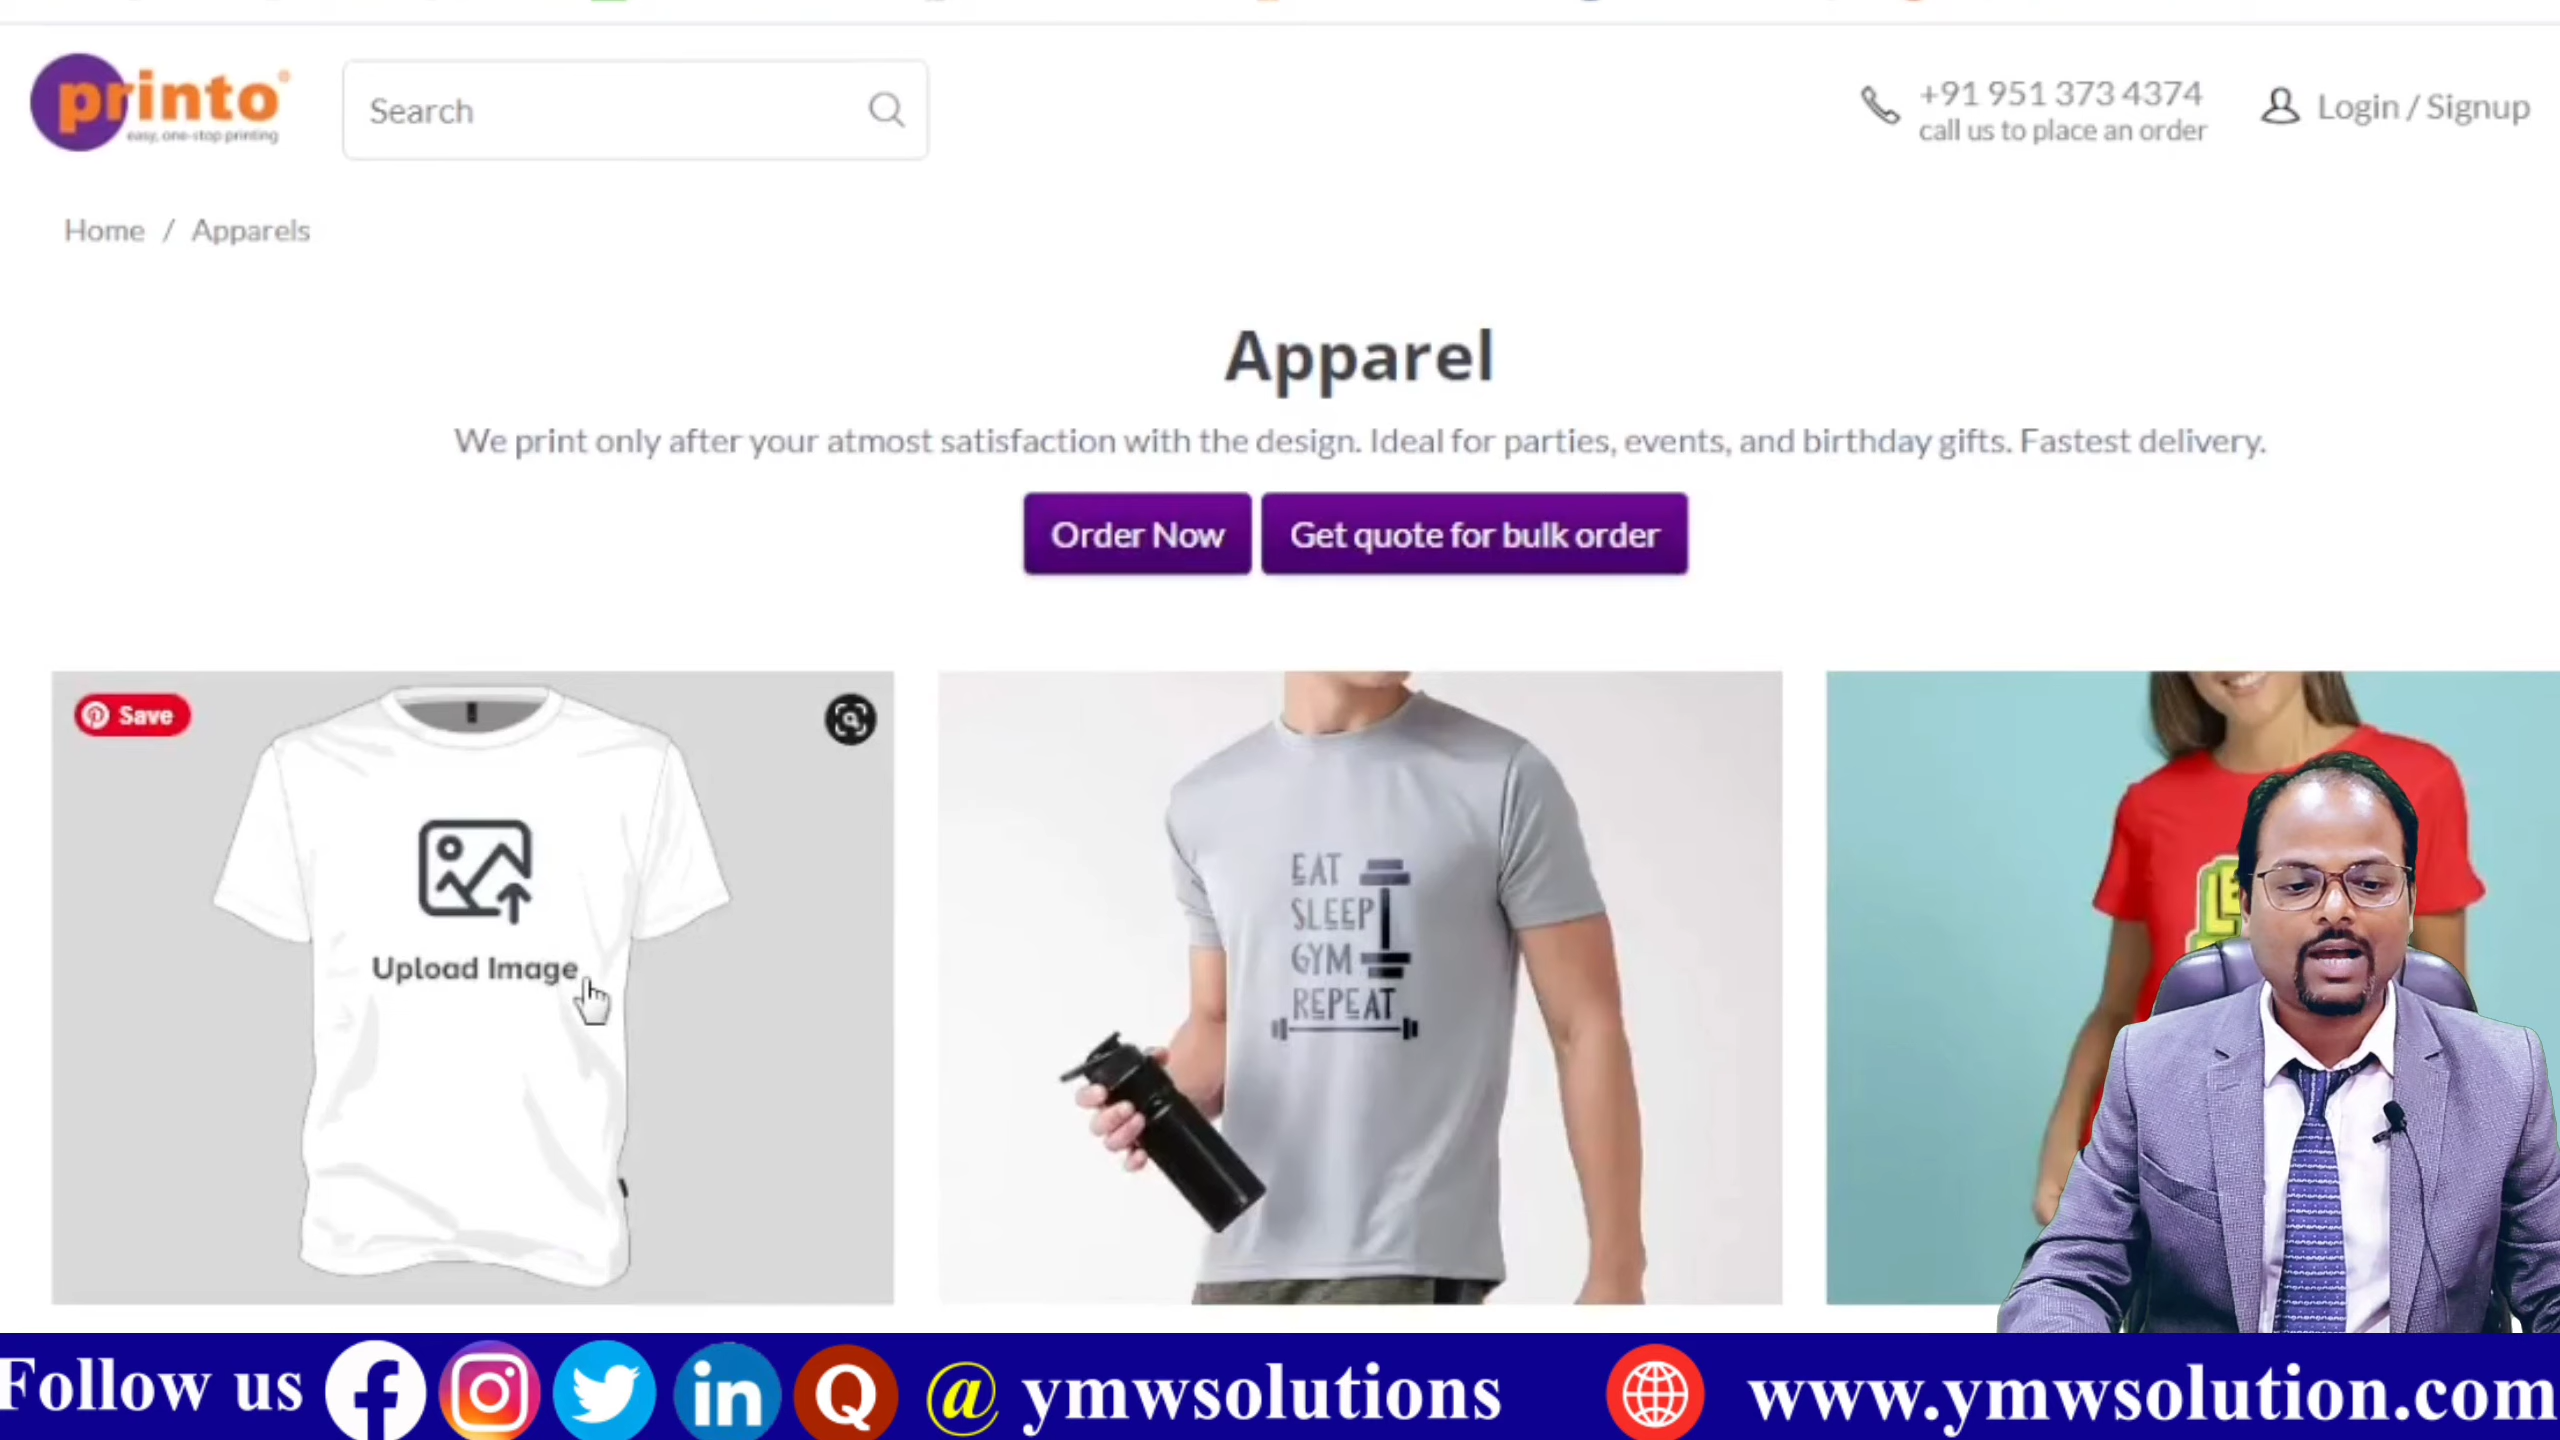 printo
easy, one-stop printing
Search
+91 951 373 4374
call us to place an order
Login / Signup
Home / Apparels
Apparel
We print only after your atmost satisfaction with the design. Ideal for parties, events, and birthday gifts. Fastest delivery.
Order Now
Get quote for bulk order
Save
Upload Image
EAT
SLEEP
GYM
REPEAT
Follow us
@ ymwsolutions
www.ymwsolution.com